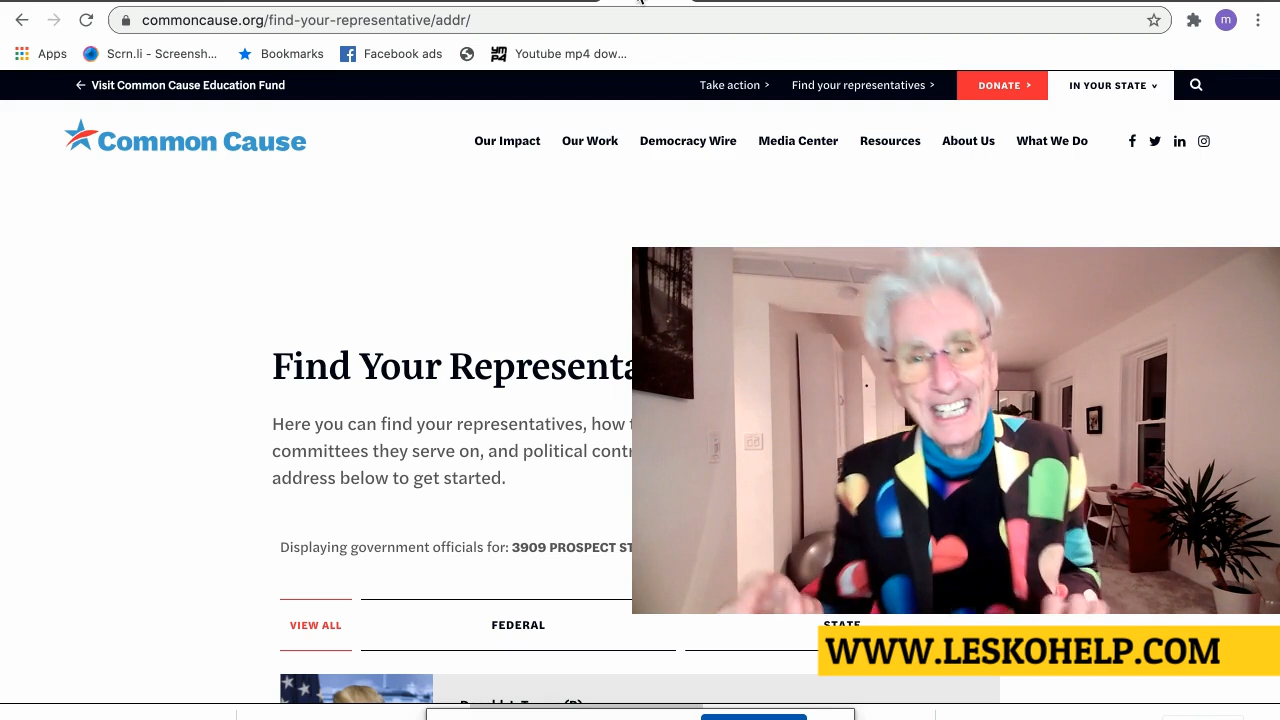 commoncause.org/find-your-representative/addr/
m
Apps
Scrn.li - Screensh...
Bookmarks
Facebook ads
Youtube mp4 dow...
Visit Common Cause Education Fund
Take action >
Find your representatives >
DONATE >
IN YOUR STATE
Common Cause
Our Impact
Our Work
Democracy Wire
Media Center
Resources
About Us
What We Do
Find Your Representa
Here you can find your representatives, how
committees they serve on, and political contr
address below to get started.
Displaying government officials for: 3909 PROSPECT ST
VIEW ALL
FEDERAL
STATE
WWW.LESKOHELP.COM